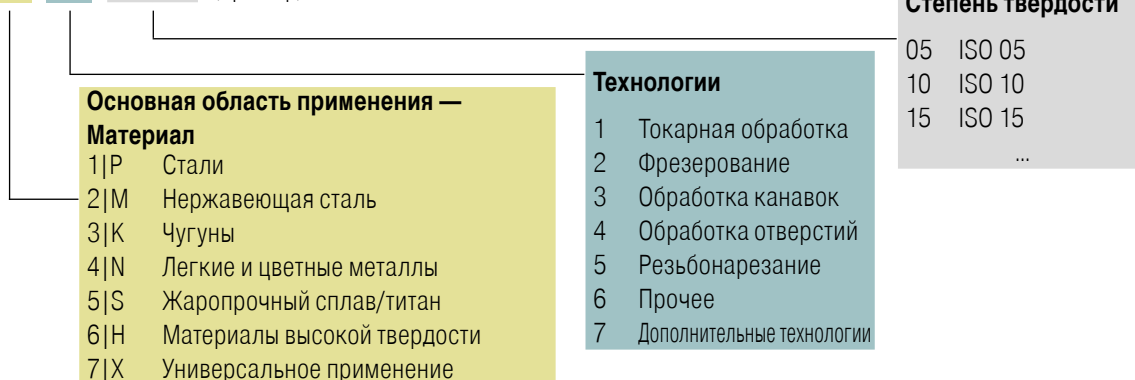 Степень твердости
05 ISO 05
10 ISO 10
15 ISO 15
...
Технологии
1 Токарная обработка
2 Фрезерование
3 Обработка канавок
4 Обработка отверстий
5 Резьбонарезание
6 Прочее
7 Дополнительные технологии
Основная область применения —
Материал
1|P Стали
2|M Нержавеющая сталь
3|K Чугуны
4|N Легкие и цветные металлы
5|S Жаропрочный сплав/титан
6|H Материалы высокой твердости
7|X Универсальное применение